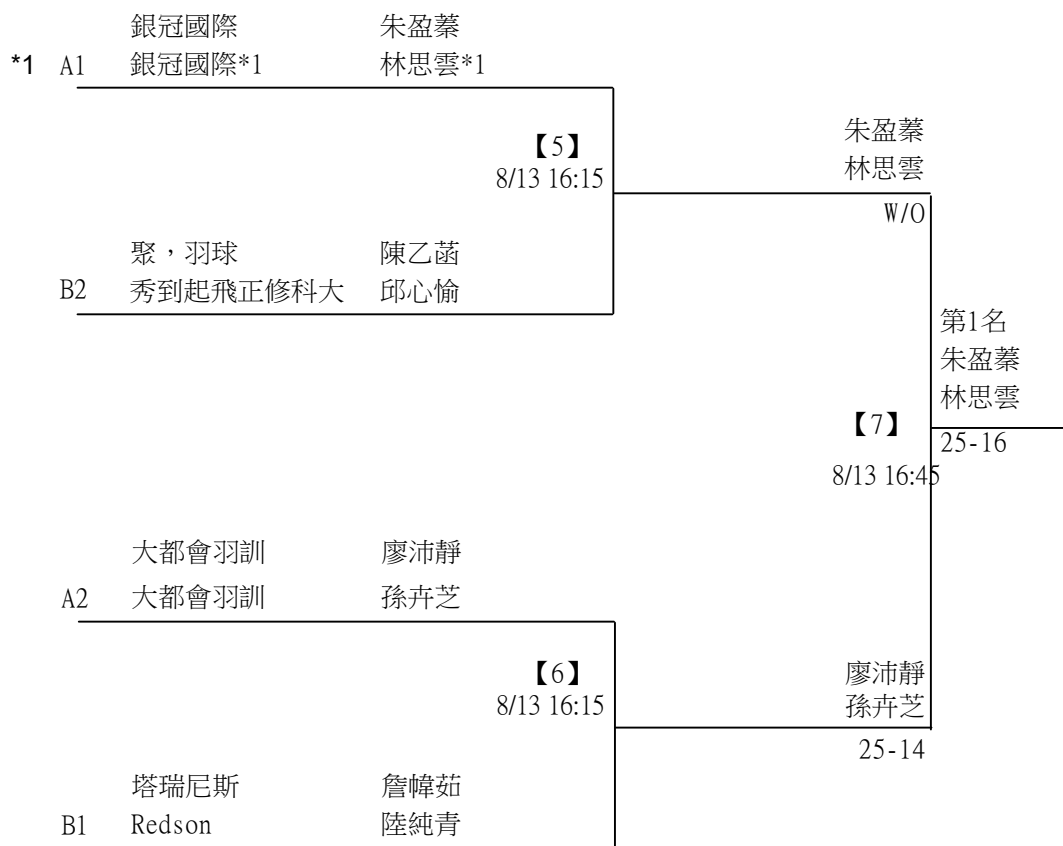 銀冠國際 朱盈蓁
*1 A1 銀冠國際*1 林思雲*1
【5】
8/13 16:15
朱盈蓁
林思雲
W/O
聚，羽球 陳乙菡
B2 秀到起飛正修科大 邱心愉
第1名
朱盈蓁
林思雲
【7】
25-16
8/13 16:45
大都會羽訓 廖沛靜
A2 大都會羽訓 孫卉芝
【6】
8/13 16:15
廖沛靜
孫卉芝
25-14
塔瑞尼斯 詹幃茹
B1 Redson 陸純青